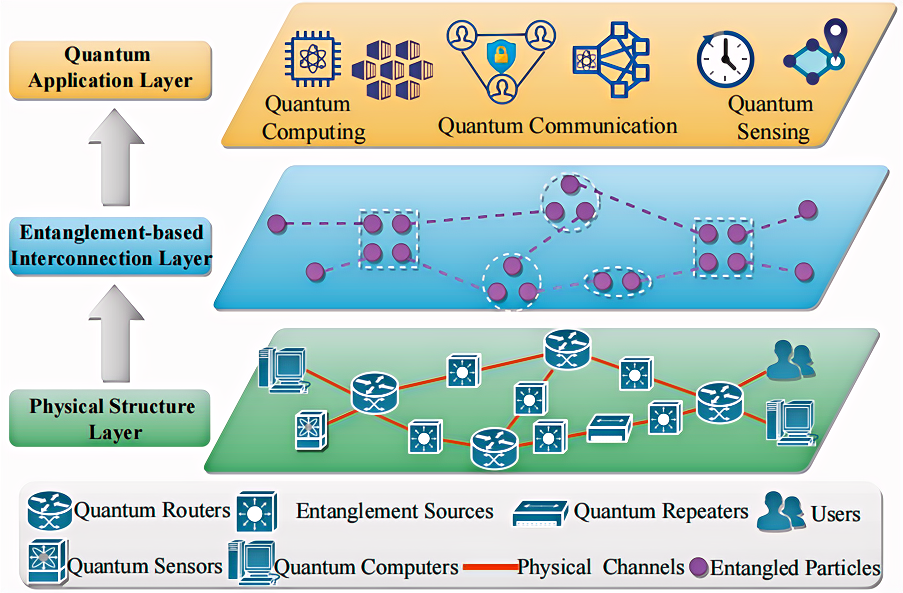 Quantum
Application Layer
Quantum
Computing
Quantum Communication
Quantum
Sensing
Entanglement-based
Interconnection Layer
Physical Structure
Layer
Quantum Routers
Entanglement Sources
Quantum Repeaters
Users
Quantum Sensors
Quantum Computers
Physical Channels
Entangled Particles